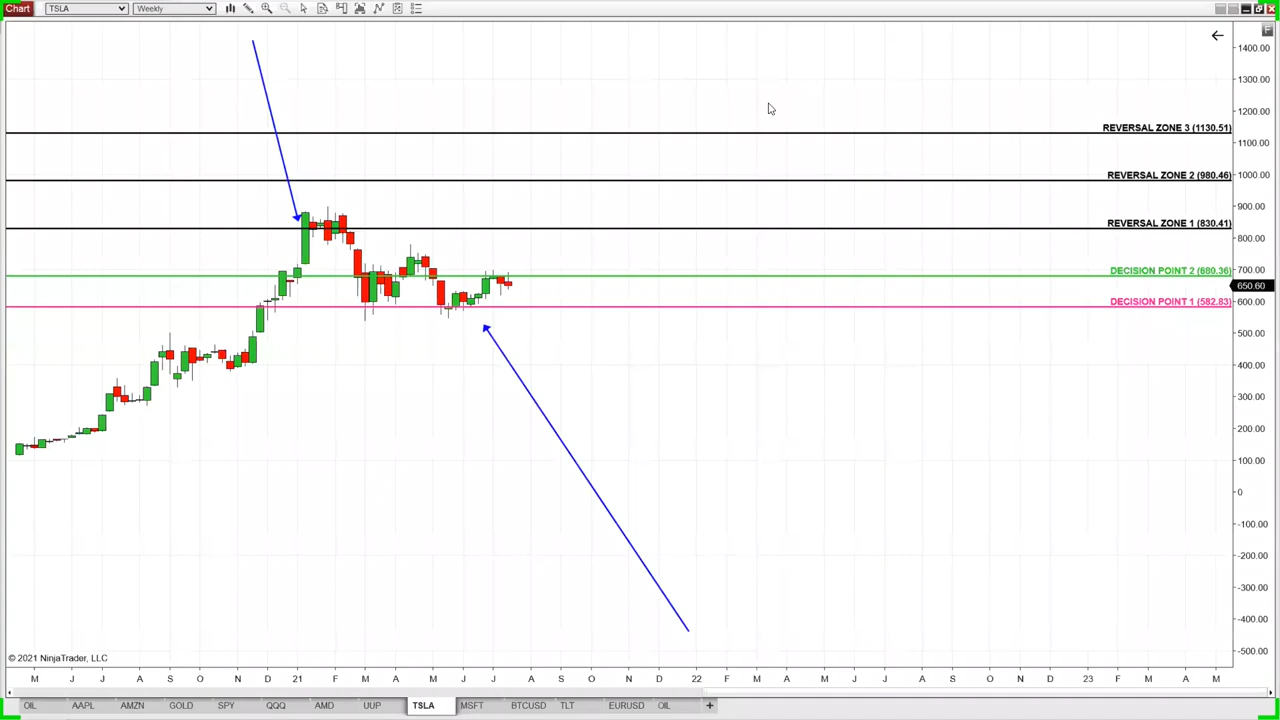 Chart TSLA Weekly
F
1400.00
1300.00
1200.00
REVERSAL ZONE 3 (1130.51)
1100.00
REVERSAL ZONE 2 (980.46)
1000.00
900.00
REVERSAL ZONE 1 (830.41)
800.00
DECISION POINT 2 (680.36)
700.00
650.60
DECISION POINT 1 (582.83)
600.00
500.00
400.00
300.00
200.00
100.00
0
-100.00
-200.00
-300.00
-400.00
-500.00
© 2021 NinjaTrader, LLC
M J J A S O N D 21 F M A M J J A S O N D 22 F M A M J J A S O N D 23 F M A M
OIL AAPL AMZN GOLD SPY QQQ AMD UUP TSLA MSFT BTCUSD TLT EURUSD OIL +